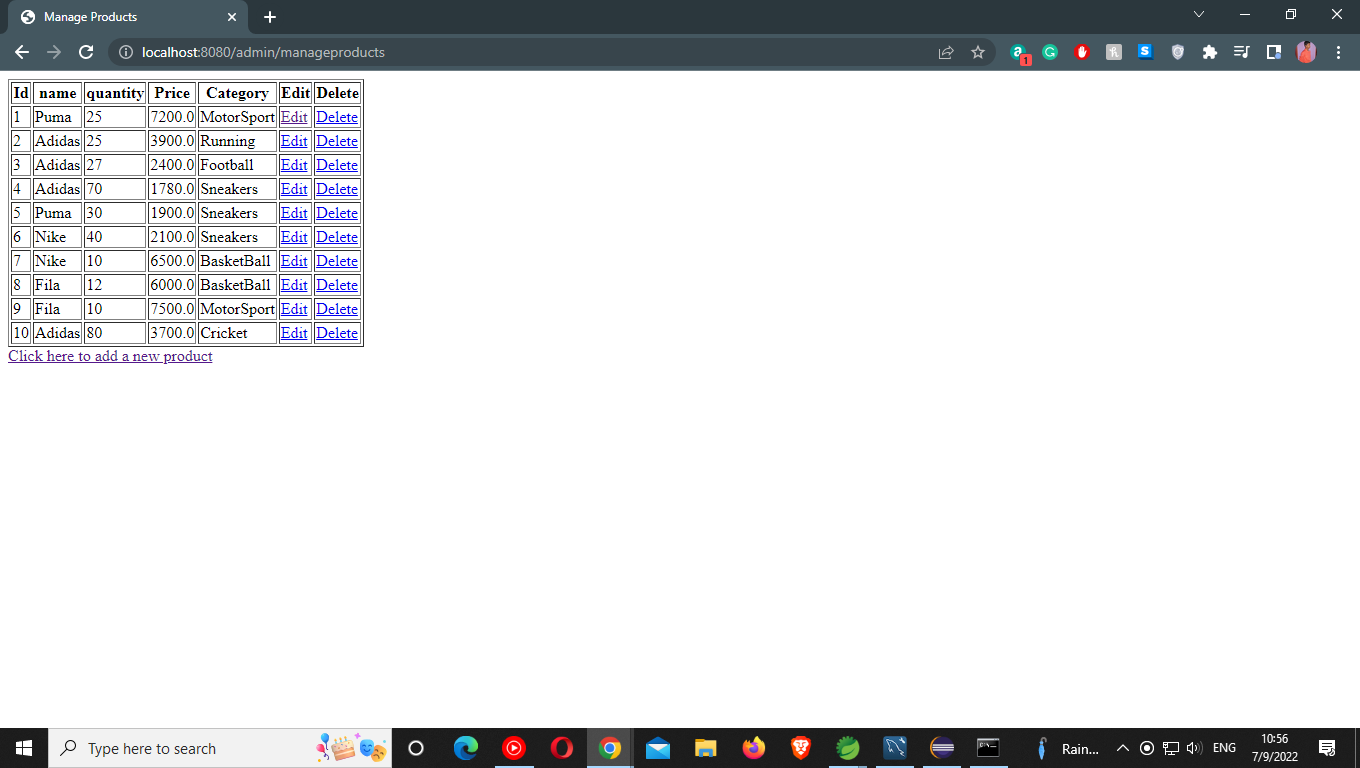 Manage Products
localhost:8080/admin/manageproducts
1
Id name quantity Price Category Edit Delete
1 Puma 25 7200.0 MotorSport Edit Delete
2 Adidas 25 3900.0 Running Edit Delete
3 Adidas 27 2400.0 Football Edit Delete
4 Adidas 70 1780.0 Sneakers Edit Delete
5 Puma 30 1900.0 Sneakers Edit Delete
6 Nike 40 2100.0 Sneakers Edit Delete
7 Nike 10 6500.0 BasketBall Edit Delete
8 Fila 12 6000.0 BasketBall Edit Delete
9 Fila 10 7500.0 MotorSport Edit Delete
10 Adidas 80 3700.0 Cricket Edit Delete
Click here to add a new product
Type here to search
Rain... ENG
10:56
7/9/2022